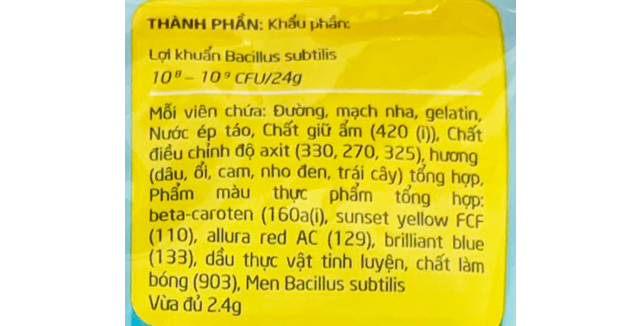 THÀNH PHẦN: Khẩu phần:
Lợi khuẩn Bacillus subtilis
10⁸ – 10⁹ CFU/24g
Mỗi viên chứa: Đường, mạch nha, gelatin,
Nước ép táo, Chất giữ ẩm (420 (i)), Chất
điều chỉnh độ axit (330, 270, 325), hương
(dâu, ổi, cam, nho đen, trái cây) tổng hợp,
Phẩm màu thực phẩm tổng hợp:
beta-caroten (160a(i), sunset yellow FCF
(110), allura red AC (129), brilliant blue
(133), dầu thực vật tinh luyện, chất làm
bóng (903), Men Bacillus subtilis
Vừa đủ 2.4g